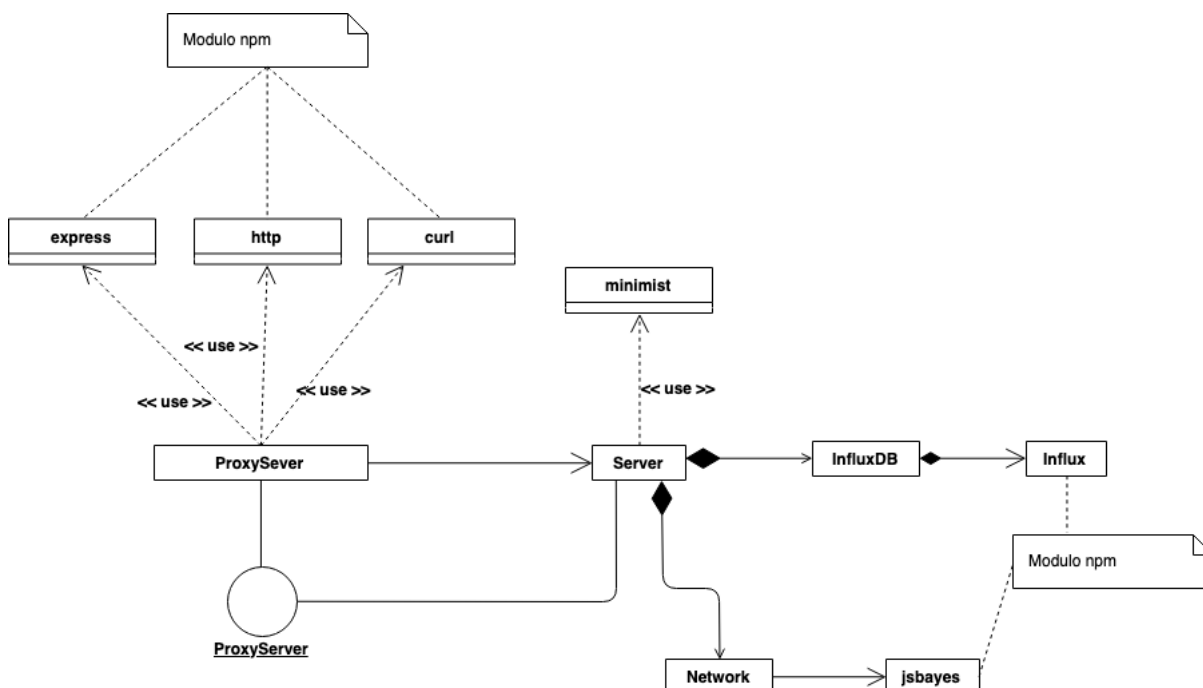 Modulo npm
express
http
curl
minimist
<< use >>
<< use >>
<< use >>
<< use >>
ProxySever
Server
InfluxDB
Influx
Modulo npm
ProxyServer
Network
jsbayes